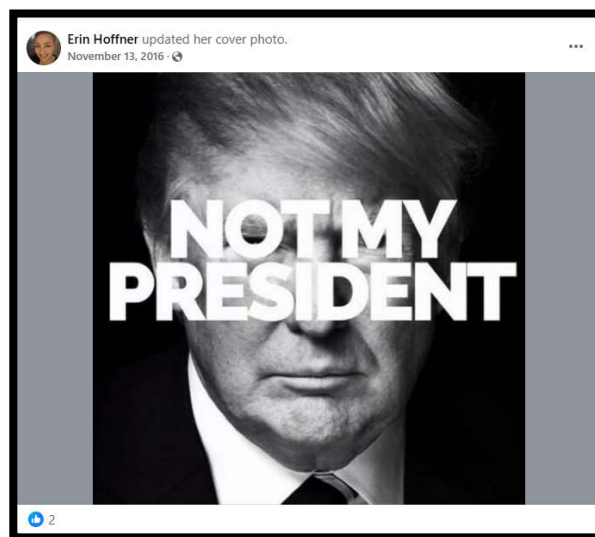 Erin Hoffner updated her cover photo.
November 13, 2016 ·
NOT MY
PRESIDENT
2